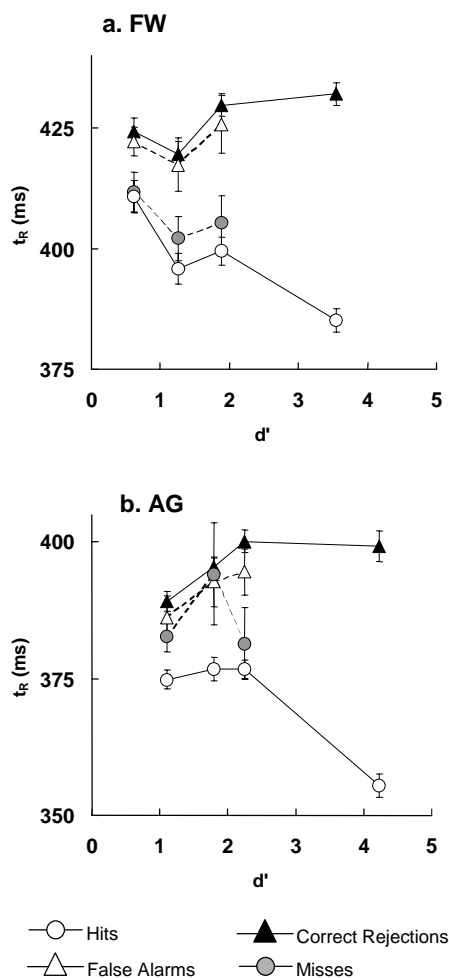 a. FW
425
400
375
t_R (ms)
0 1 2 3 4 5
d'
b. AG
400
375
350
t_R (ms)
0 1 2 3 4 5
d'
Hits
Correct Rejections
False Alarms
Misses